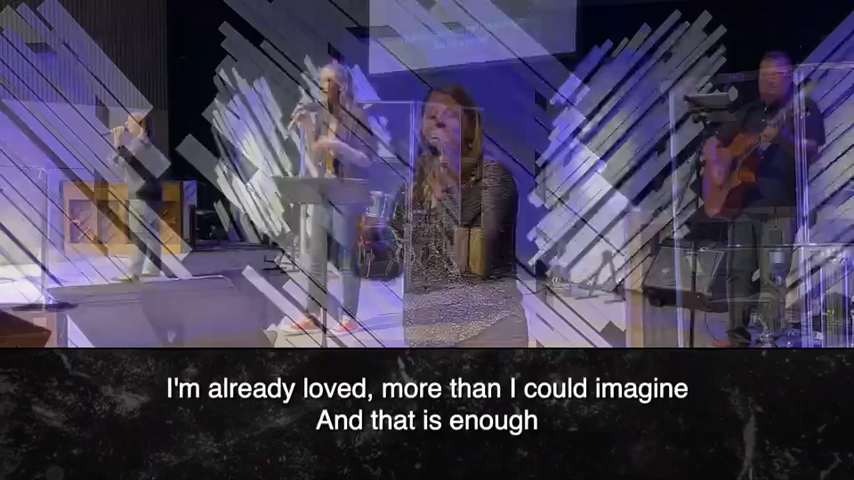 I'm already loved, more than I could imagine
And that is enough